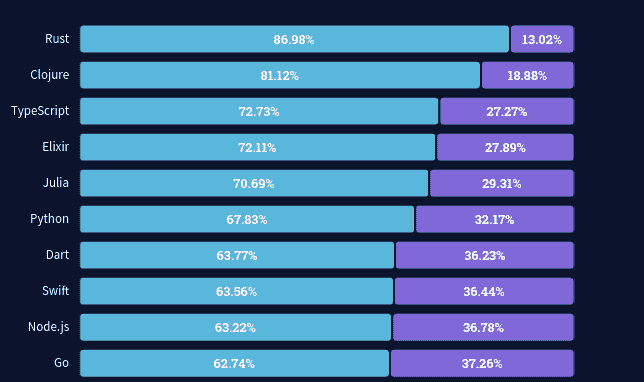 Rust 86.98% 13.02%
Clojure 81.12% 18.88%
TypeScript 72.73% 27.27%
Elixir 72.11% 27.89%
Julia 70.69% 29.31%
Python 67.83% 32.17%
Dart 63.77% 36.23%
Swift 63.56% 36.44%
Node.js 63.22% 36.78%
Go 62.74% 37.26%